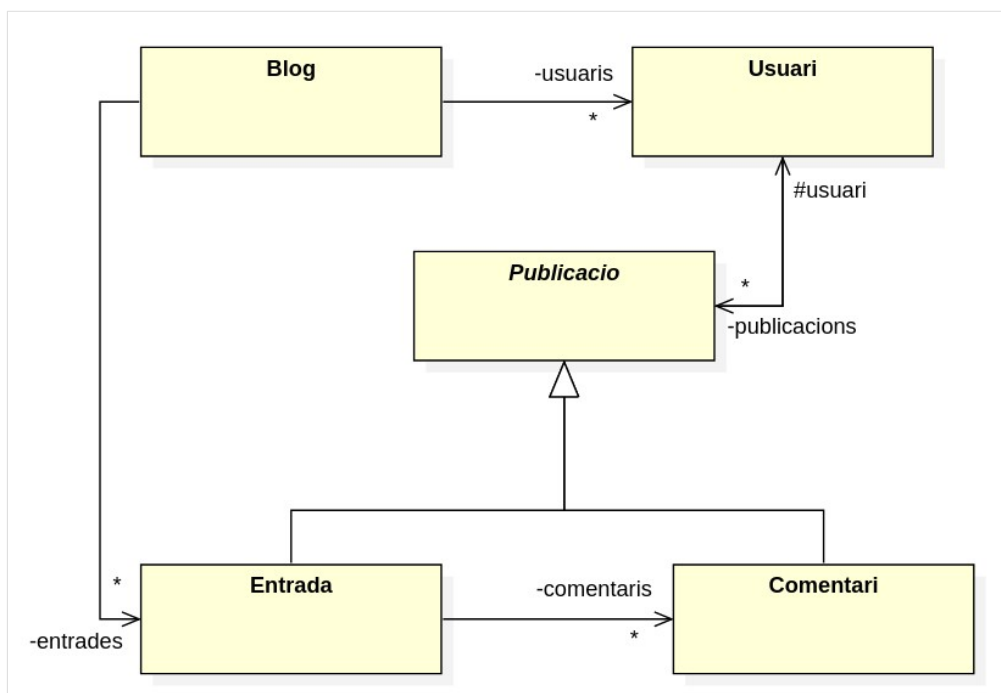 Blog
-usuaris
*
Usuari
#usuari
Publicacio
*
-publicacions
*
-entrades
Entrada
-comentaris
*
Comentari